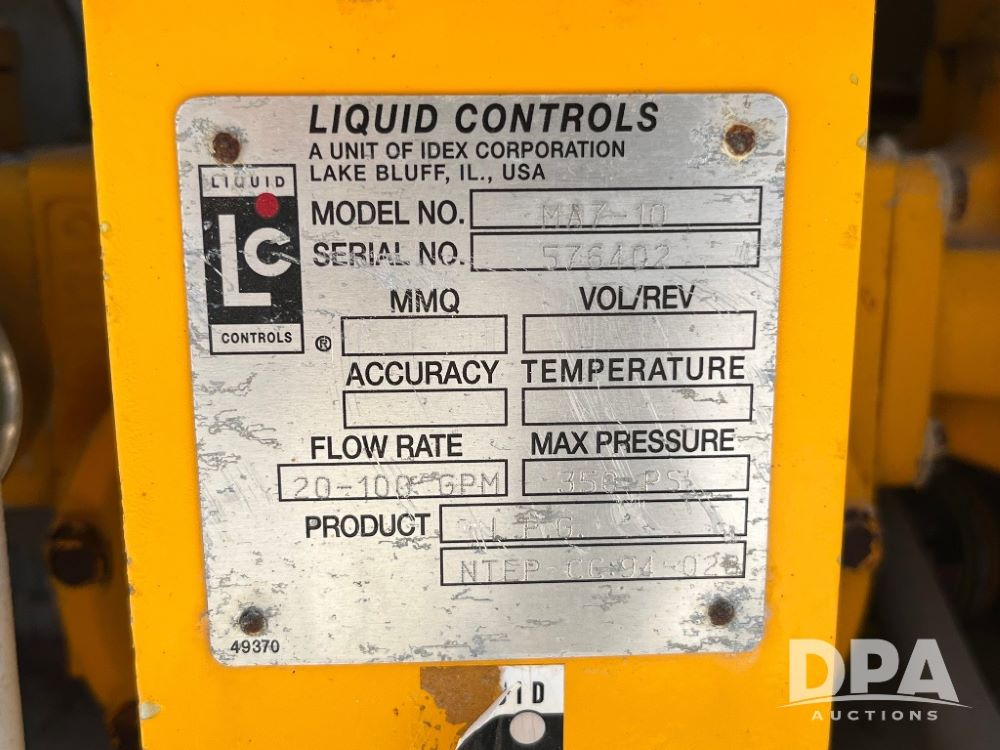 LIQUID CONTROLS
A UNIT OF IDEX CORPORATION
LAKE BLUFF, IL., USA
LIQUID
LC
CONTROLS ®
MODEL NO. MA7-10
SERIAL NO. 576402
MMQ VOL/REV
ACCURACY TEMPERATURE
FLOW RATE MAX PRESSURE
20-100 GPM 350 PSI
PRODUCT L.P.G.
NTEP CC 94-023
49370
DPA
AUCTIONS